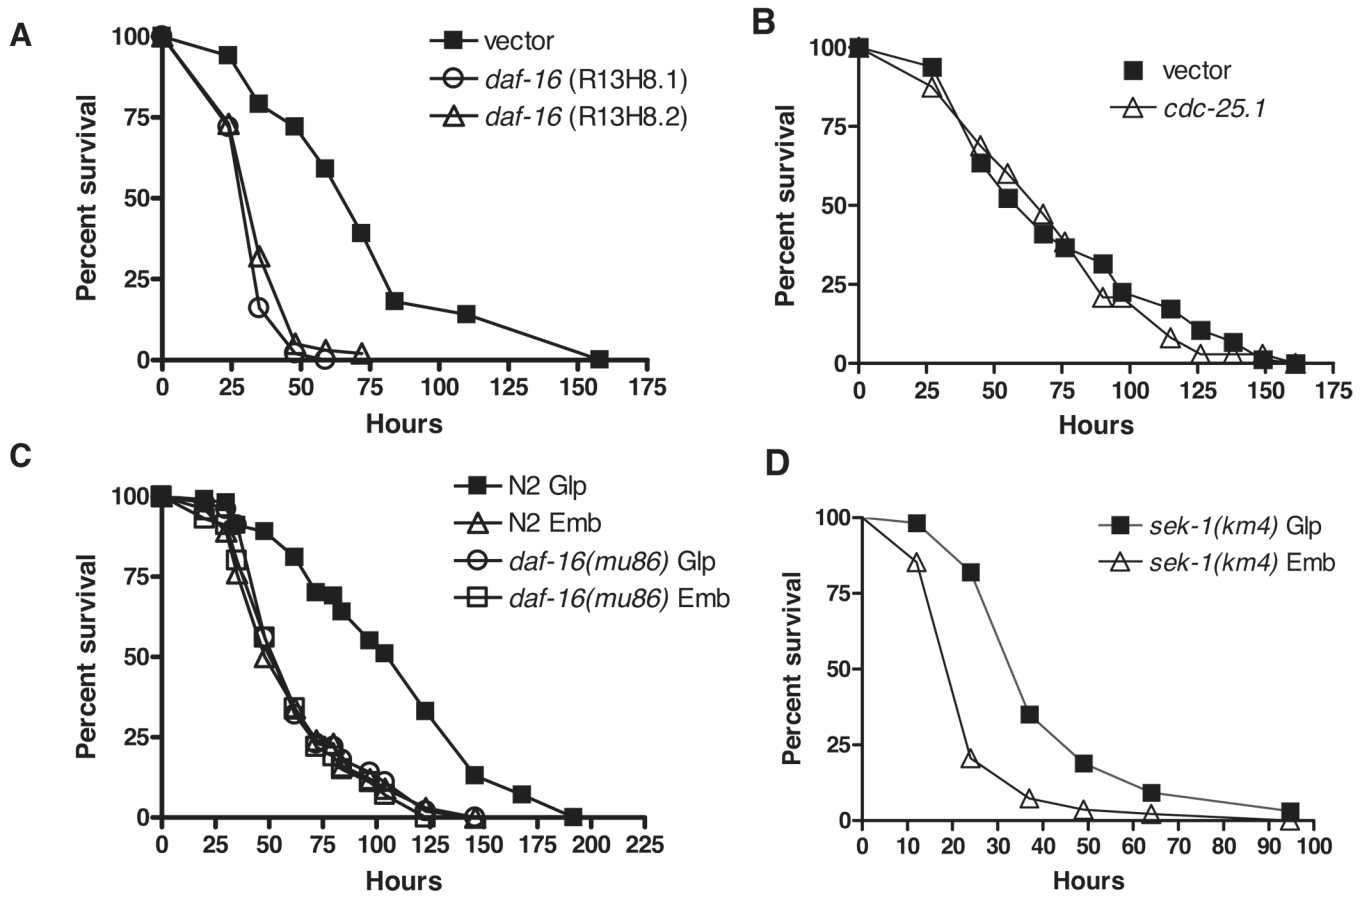 A
Percent survival
100
75
50
25
0
0 25 50 75 100 125 150 175
Hours
vector
daf-16 (R13H8.1)
daf-16 (R13H8.2)
B
Percent survival
100
75
50
25
0
0 25 50 75 100 125 150 175
Hours
vector
cdc-25.1
C
Percent survival
100
75
50
25
0
0 25 50 75 100 125 150 175 200 225
Hours
N2 Glp
N2 Emb
daf-16(mu86) Glp
daf-16(mu86) Emb
D
Percent survival
100
75
50
25
0
0 10 20 30 40 50 60 70 80 90 100
Hours
sek-1(km4) Glp
sek-1(km4) Emb